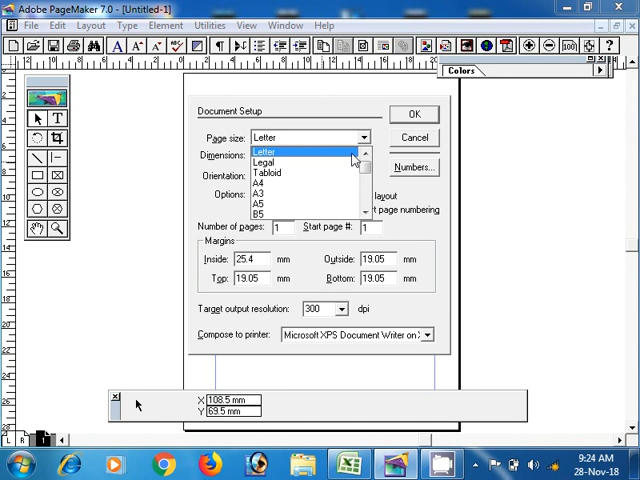 Adobe PageMaker 7.0 - [Untitled-1]
File Edit Layout Type Element Utilities View Window Help
Colors
Document Setup
OK
Page size: Letter
Cancel
Dimensions:
Letter
Legal
Tabloid
A4
A3
A5
B5
Numbers...
Orientation:
Options:
layout
rt page numbering
Number of pages: 1 Start page #: 1
Margins
Inside: 25.4 mm Outside: 19.05 mm
Top: 19.05 mm Bottom: 19.05 mm
Target output resolution: 300 dpi
Compose to printer: Microsoft XPS Document Writer on
X 108.5 mm
Y 69.5 mm
L R 1
9:24 AM
28-Nov-18